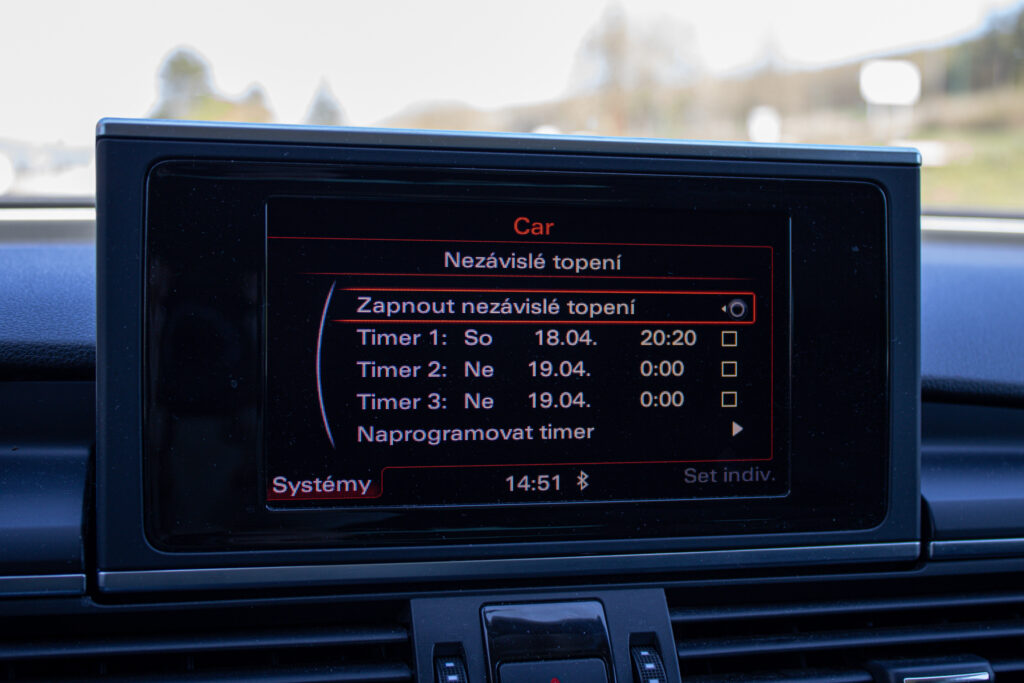 Car
Nezávislé topení
Zapnout nezávislé topení
Timer 1: So 18.04. 20:20
Timer 2: Ne 19.04. 0:00
Timer 3: Ne 19.04. 0:00
Naprogramovat timer
Systémy 14:51 Set indiv.